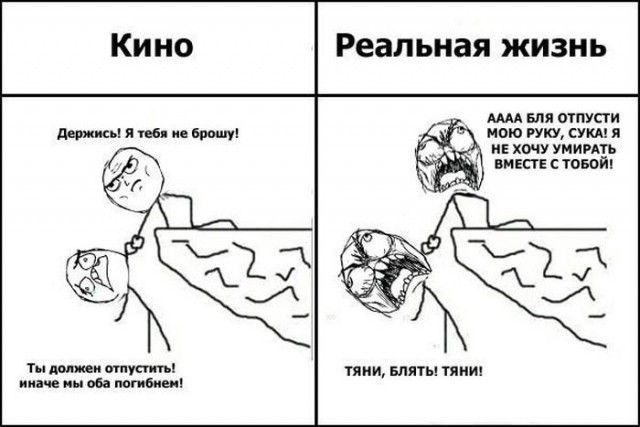 Кино
Реальная жизнь
Держись! Я тебя не брошу!
Ты должен отпустить!
иначе мы оба погибнем!
АААА БЛЯ ОТПУСТИ
МОЮ РУКУ, СУКА! Я
НЕ ХОЧУ УМИРАТЬ
ВМЕСТЕ С ТОБОЙ!
ТЯНИ, БЛЯТЬ! ТЯНИ!